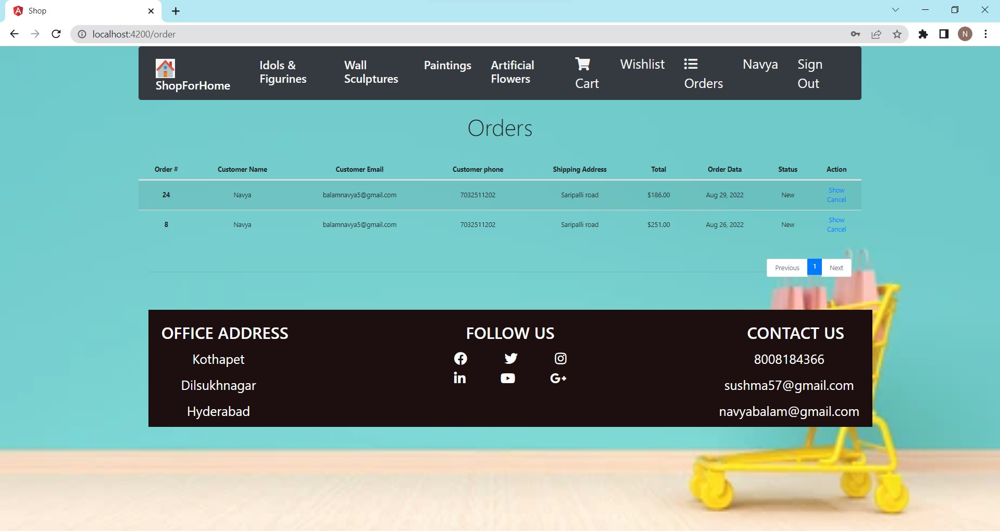 Shop
localhost:4200/order
N
ShopForHome
Idols &
Figurines
Wall
Sculptures
Paintings
Artificial
Flowers
Cart
Wishlist
Orders
Navya
Sign
Out
Orders
Order # Customer Name Customer Email Customer phone Shipping Address Total Order Data Status Action
24 Navya balamnavya5@gmail.com 7032511202 Saripalli road $186.00 Aug 29, 2022 New Show
Cancel
8 Navya balamnavya5@gmail.com 7032511202 Saripalli road $251.00 Aug 26, 2022 New Show
Cancel
Previous 1 Next
OFFICE ADDRESS
Kothapet
Dilsukhnagar
Hyderabad
FOLLOW US
CONTACT US
8008184366
sushma57@gmail.com
navyabalam@gmail.com